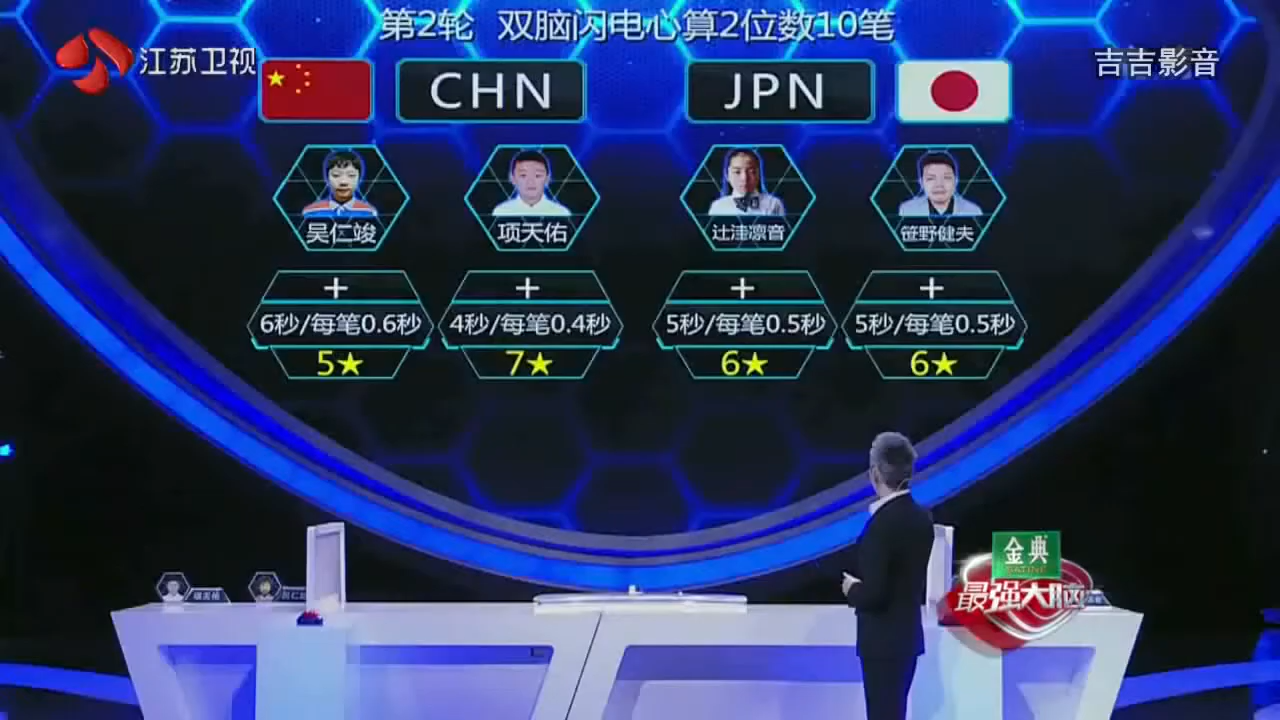 第2轮 双脑闪电心算2位数10笔
江苏卫视
吉吉影音
CHN
JPN
吴仁竣
项天佑
辻洼凛音
笹野健夫
+
+
+
+
6秒/每笔0.6秒
4秒/每笔0.4秒
5秒/每笔0.5秒
5秒/每笔0.5秒
5★
7★
6★
6★
金典
SATINE
最强大脑